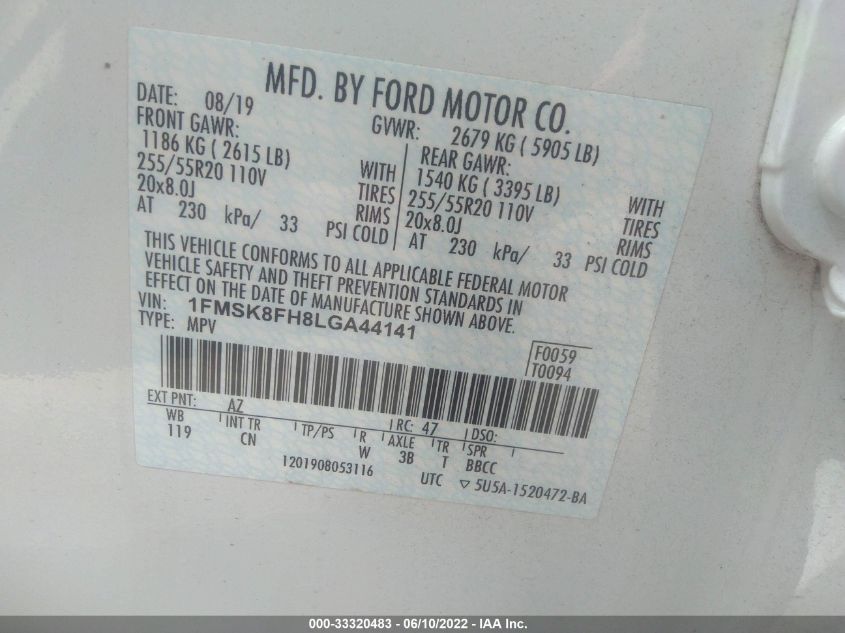 MFD. BY FORD MOTOR CO.
DATE: 08/19 GVWR: 2679 KG ( 5905 LB)
FRONT GAWR: REAR GAWR:
1186 KG ( 2615 LB) WITH 1540 KG ( 3395 LB) WITH
255/55R20 110V TIRES 255/55R20 110V TIRES
20x8.0J RIMS 20x8.0J RIMS
AT 230 kPa/ 33 PSI COLD AT 230 kPa/ 33 PSI COLD
THIS VEHICLE CONFORMS TO ALL APPLICABLE FEDERAL MOTOR
VEHICLE SAFETY AND THEFT PREVENTION STANDARDS IN
EFFECT ON THE DATE OF MANUFACTURE SHOWN ABOVE.
VIN: 1FMSK8FH8LGA44141
TYPE: MPV
F0059
T0094
EXT PNT: AZ RC: 47 DSO:
WB INT TR TP/PS R AXLE TR SPR
119 CN W 3B T BBCC
1201908053116 UTC ▽ 5U5A-1520472-BA
000-33320483 - 06/10/2022 - IAA Inc.